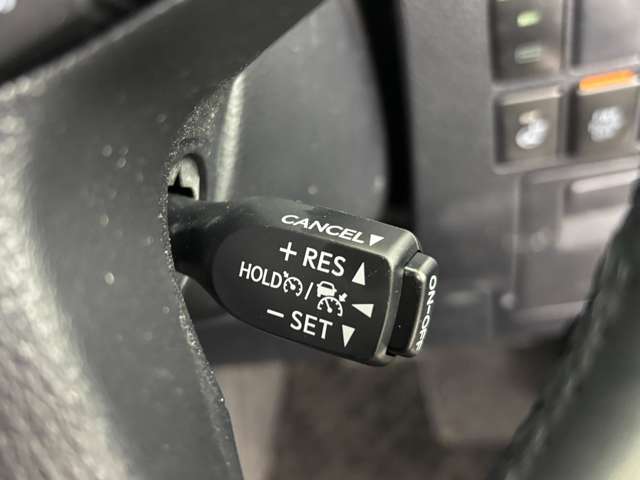 CANCEL▼
+ RES ▲
HOLD / ◀
− SET ▼
ON-OFF